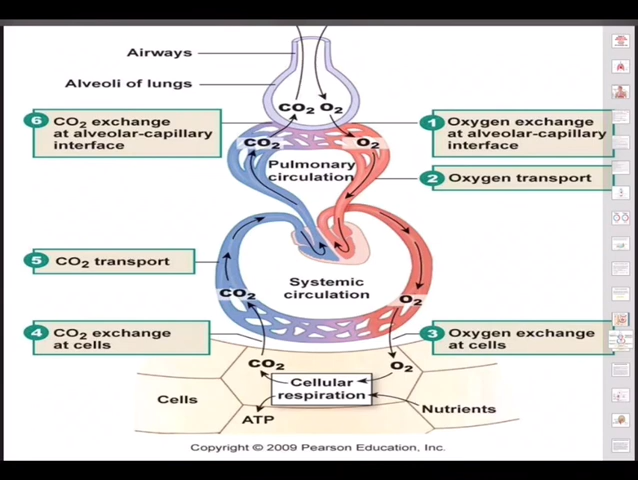 Airways
Alveoli of lungs
CO2 O2
6 CO2 exchange
at alveolar-capillary
interface
1 Oxygen exchange
at alveolar-capillary
interface
CO2
O2
Pulmonary
circulation
2 Oxygen transport
5 CO2 transport
Systemic
circulation
CO2
O2
4 CO2 exchange
at cells
3 Oxygen exchange
at cells
CO2
O2
Cellular
respiration
Cells
ATP
Nutrients
Copyright © 2009 Pearson Education, Inc.